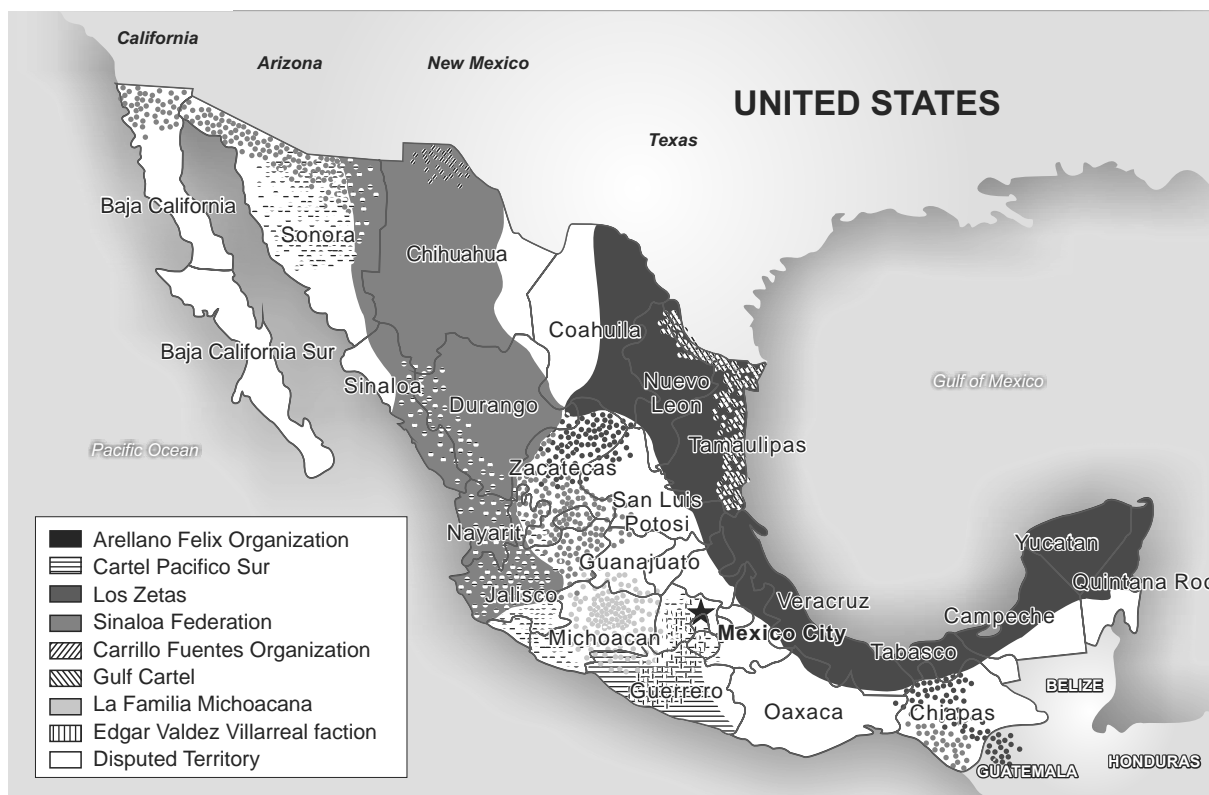 California
Arizona
New Mexico
UNITED STATES
Texas
Baja California
Sonora
Chihuahua
Coahuila
Baja California Sur
Sinaloa
Durango
Nuevo
Leon
Gulf of Mexico
Pacific Ocean
Tamaulipas
Zacatecas
San Luis
Potosi
Nayarit
Guanajuato
Yucatan
Quintana Roo
Jalisco
Veracruz
Campeche
Michoacan
Mexico City
Tabasco
Guerrero
Oaxaca
Chiapas
BELIZE
GUATEMALA
HONDURAS
Arellano Felix Organization
Cartel Pacifico Sur
Los Zetas
Sinaloa Federation
Carrillo Fuentes Organization
Gulf Cartel
La Familia Michoacana
Edgar Valdez Villarreal faction
Disputed Territory